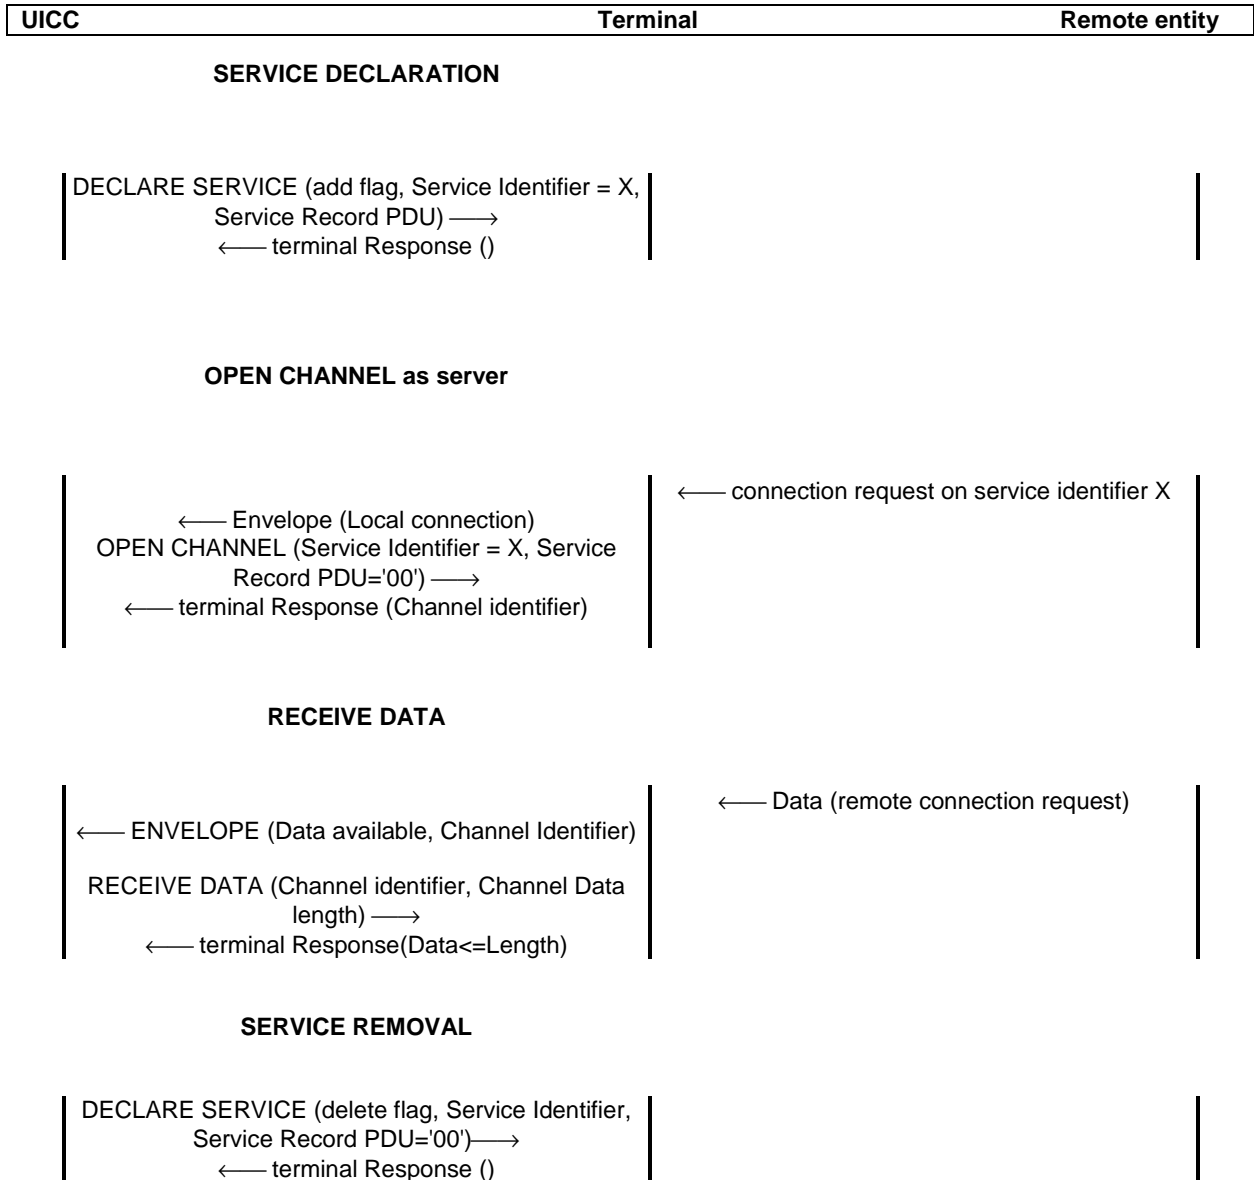 UICC Terminal Remote entity
SERVICE DECLARATION
DECLARE SERVICE (add flag, Service Identifier = X,
Service Record PDU) ⟶
⟵ terminal Response ()
OPEN CHANNEL as server
⟵ connection request on service identifier X
⟵ Envelope (Local connection)
OPEN CHANNEL (Service Identifier = X, Service
Record PDU='00') ⟶
⟵ terminal Response (Channel identifier)
RECEIVE DATA
⟵ Data (remote connection request)
⟵ ENVELOPE (Data available, Channel Identifier)
RECEIVE DATA (Channel identifier, Channel Data
length) ⟶
⟵ terminal Response(Data<=Length)
SERVICE REMOVAL
DECLARE SERVICE (delete flag, Service Identifier,
Service Record PDU='00')⟶
⟵ terminal Response ()